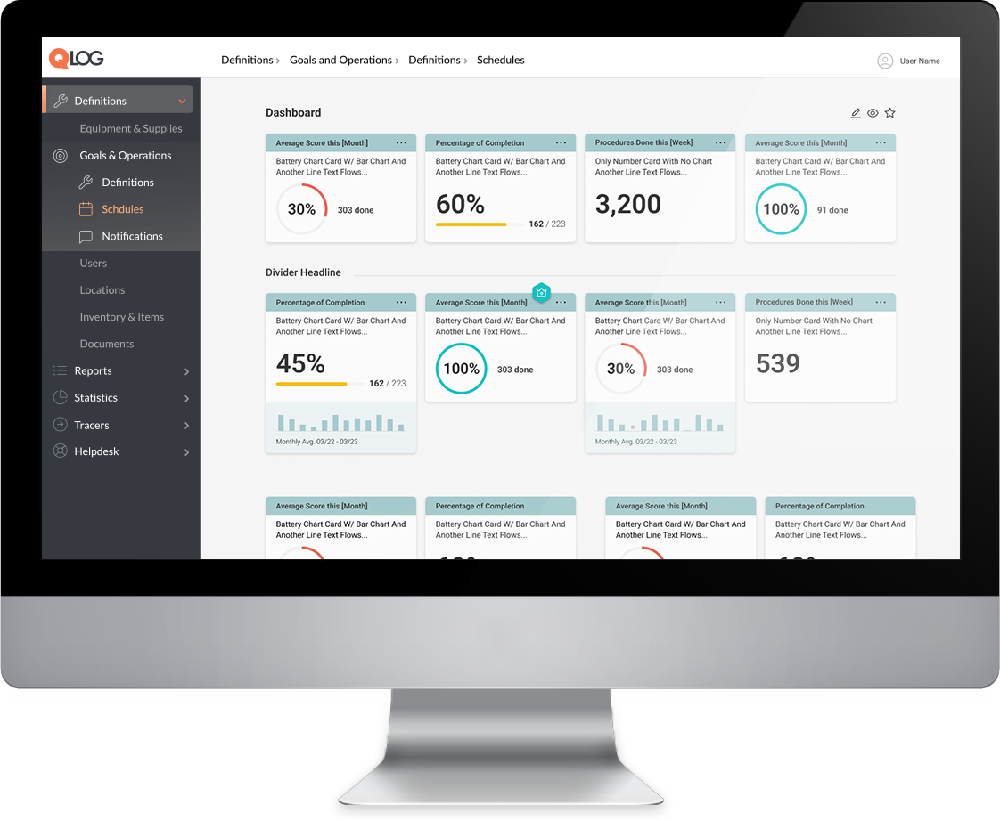 QLOG
Definitions > Goals and Operations > Definitions > Schedules
User Name
Definitions
Equipment & Supplies
Goals & Operations
Definitions
Schdules
Notifications
Users
Locations
Inventory & Items
Documents
Reports
Statistics
Tracers
Helpdesk
Dashboard
Average Score this [Month]
Battery Chart Card W/ Bar Chart And
Another Line Text Flows...
30%
303 done
Percentage of Completion
Battery Chart Card W/ Bar Chart And
Another Line Text Flows...
60%
162 / 223
Procedures Done this [Week]
Only Number Card With No Chart
Another Line Text Flows...
3,200
Average Score this [Month]
Battery Chart Card W/ Bar Chart And
Another Line Text Flows...
100%
91 done
Divider Headline
Percentage of Completion
Battery Chart Card W/ Bar Chart And
Another Line Text Flows...
45%
162 / 223
Monthly Avg. 03/22 - 03/23
Average Score this [Month]
Battery Chart Card W/ Bar Chart And
Another Line Text Flows...
100%
303 done
Average Score this [Month]
Battery Chart Card W/ Bar Chart And
Another Line Text Flows...
30%
303 done
Monthly Avg. 03/22 - 03/23
Procedures Done this [Week]
Only Number Card With No Chart
Another Line Text Flows...
539
Average Score this [Month]
Battery Chart Card W/ Bar Chart And
Another Line Text Flows...
Percentage of Completion
Battery Chart Card W/ Bar Chart And
Another Line Text Flows...
Average Score this [Month]
Battery Chart Card W/ Bar Chart And
Another Line Text Flows...
Percentage of Completion
Battery Chart Card W/ Bar Chart And
Another Line Text Flows...